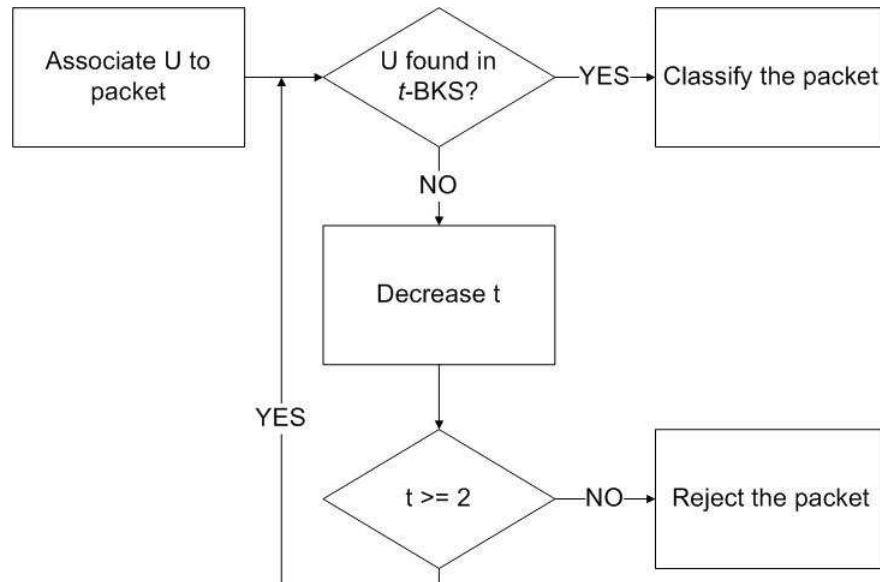 Associate U to
packet
U found in
t-BKS?
YES
Classify the packet
NO
Decrease t
YES
t >= 2
NO
Reject the packet